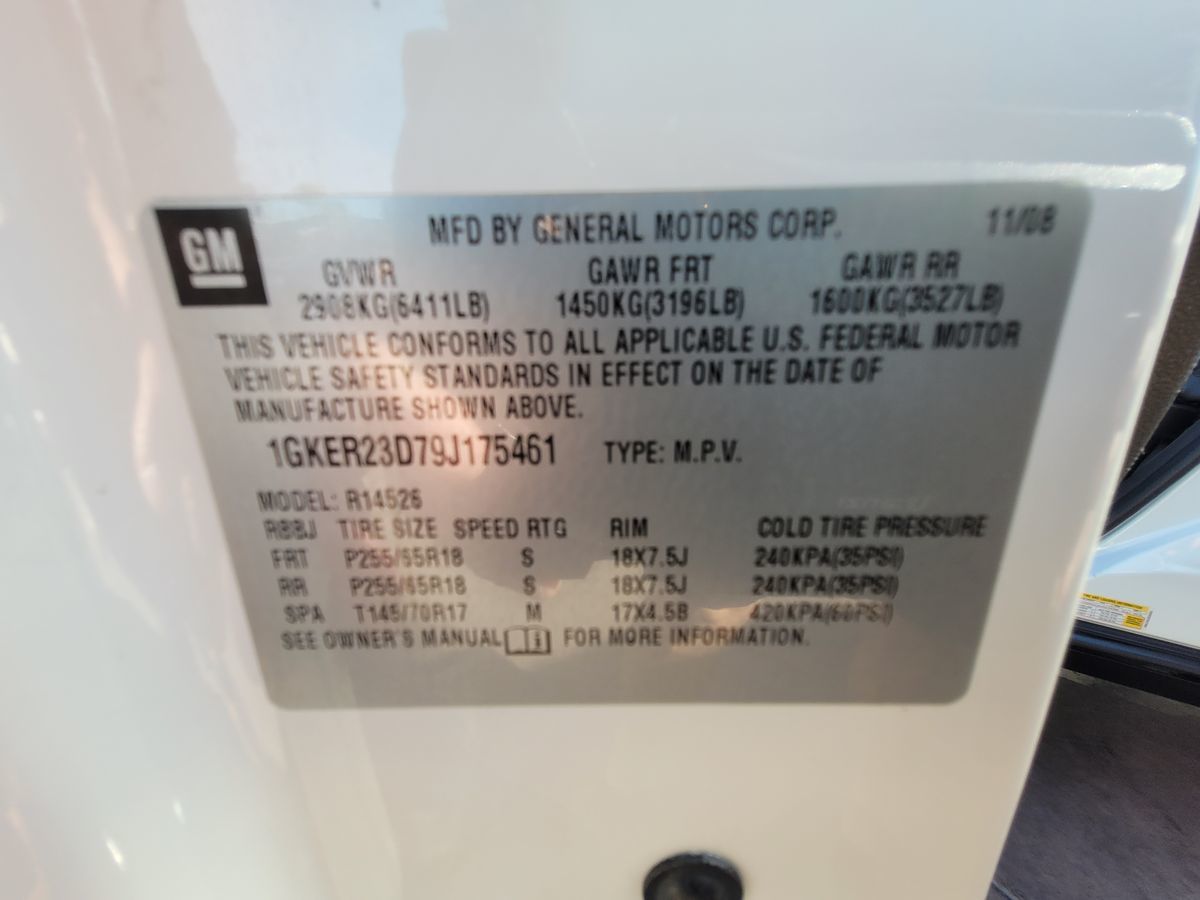 GM
MFD BY GENERAL MOTORS CORP. 11/08
GVWR GAWR FRT GAWR RR
2908KG(6411LB) 1450KG(3196LB) 1600KG(3527LB)
THIS VEHICLE CONFORMS TO ALL APPLICABLE U.S. FEDERAL MOTOR
VEHICLE SAFETY STANDARDS IN EFFECT ON THE DATE OF
MANUFACTURE SHOWN ABOVE.
1GKER23D79J175461 TYPE: M.P.V.
MODEL: R14526
RBBJ TIRE SIZE SPEED RTG RIM COLD TIRE PRESSURE
FRT P255/65R18 S 18X7.5J 240KPA(35PSI)
RR P255/65R18 S 18X7.5J 240KPA(35PSI)
SPA T145/70R17 M 17X4.5B 420KPA(60PSI)
SEE OWNER'S MANUAL FOR MORE INFORMATION.